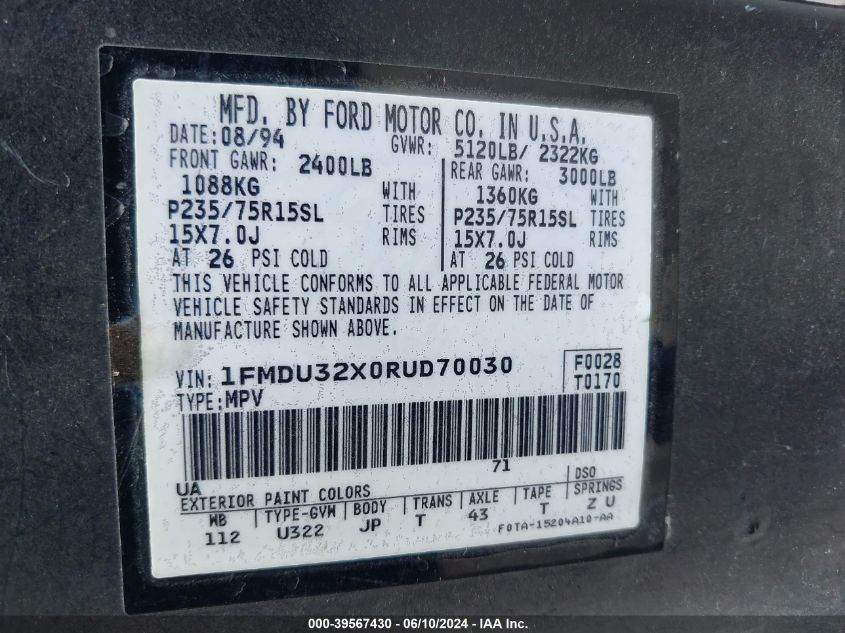 MFD. BY FORD MOTOR CO. IN U.S.A.
DATE: 08/94 GVWR: 5120LB/ 2322KG
FRONT GAWR: 2400LB REAR GAWR: 3000LB
1088KG WITH 1360KG WITH
P235/75R15SL TIRES P235/75R15SL TIRES
15X7.0J RIMS 15X7.0J RIMS
AT 26 PSI COLD AT 26 PSI COLD
THIS VEHICLE CONFORMS TO ALL APPLICABLE FEDERAL MOTOR
VEHICLE SAFETY STANDARDS IN EFFECT ON THE DATE OF
MANUFACTURE SHOWN ABOVE.
VIN: 1FMDU32X0RUD70030 F0028
TYPE: MPV T0170
71
UA DSO
EXTERIOR PAINT COLORS
WB TYPE-GVW BODY TRANS AXLE TAPE SPRINGS
112 U322 JP T 43 T Z U
F0TA-15204A10-AA
000-39567430 - 06/10/2024 - IAA Inc.